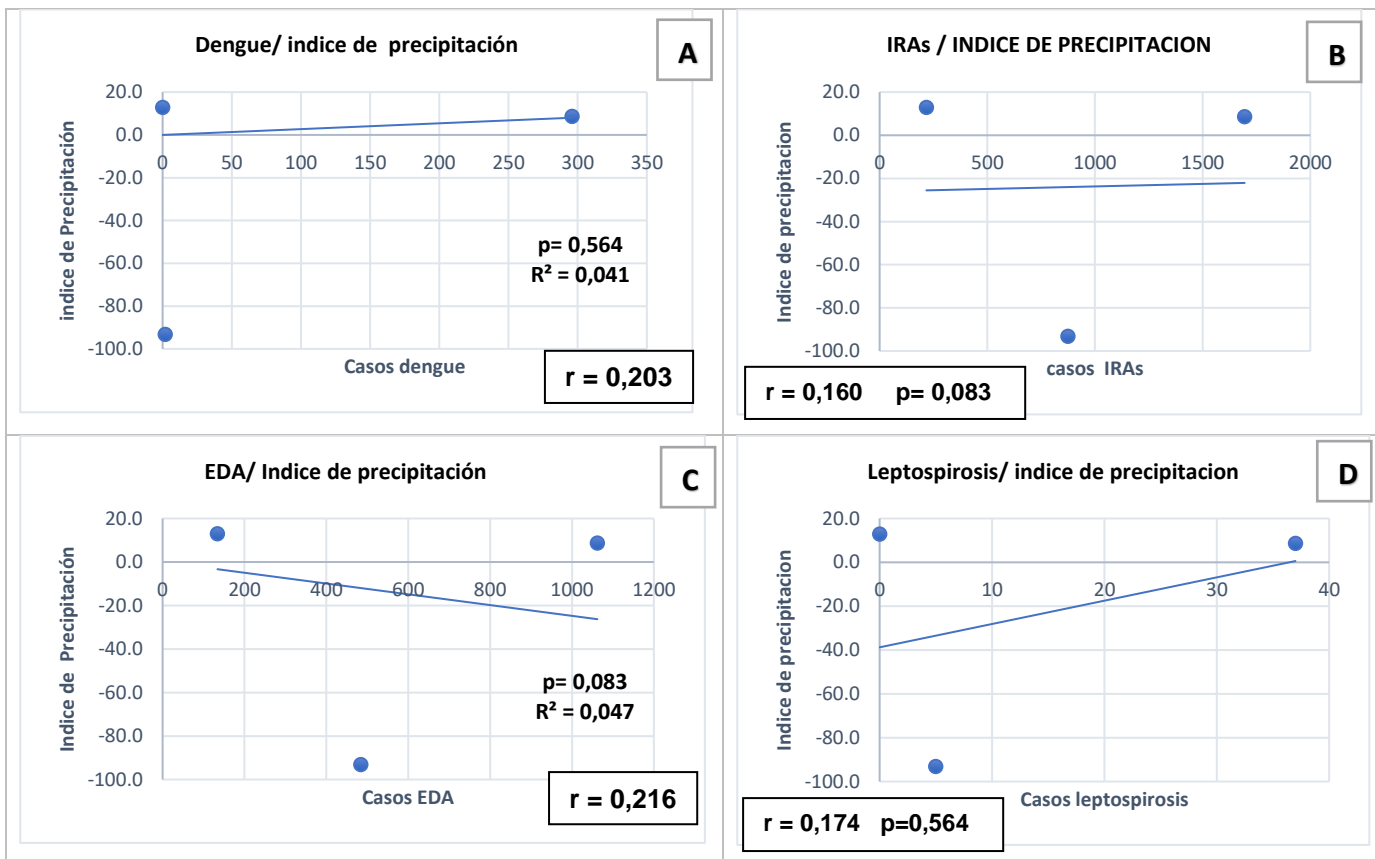 Dengue/ indice de precipitación
A
20.0
0.0
-20.0
-40.0
-60.0
-80.0
-100.0
0 50 100 150 200 250 300 350
indice de Precipitación
p= 0,564
R² = 0,041
Casos dengue
r = 0,203
IRAs / INDICE DE PRECIPITACION
B
20.0
0.0
-20.0
-40.0
-60.0
-80.0
-100.0
0 500 1000 1500 2000
Indice de precipitacion
casos IRAs
r = 0,160 p= 0,083
EDA/ Indice de precipitación
C
20.0
0.0
-20.0
-40.0
-60.0
-80.0
-100.0
0 200 400 600 800 1000 1200
Indice de Precipitación
p= 0,083
R² = 0,047
Casos EDA
r = 0,216
Leptospirosis/ indice de precipitacion
D
20.0
0.0
-20.0
-40.0
-60.0
-80.0
-100.0
0 10 20 30 40
Indice de precipitacion
Casos leptospirosis
r = 0,174 p=0,564